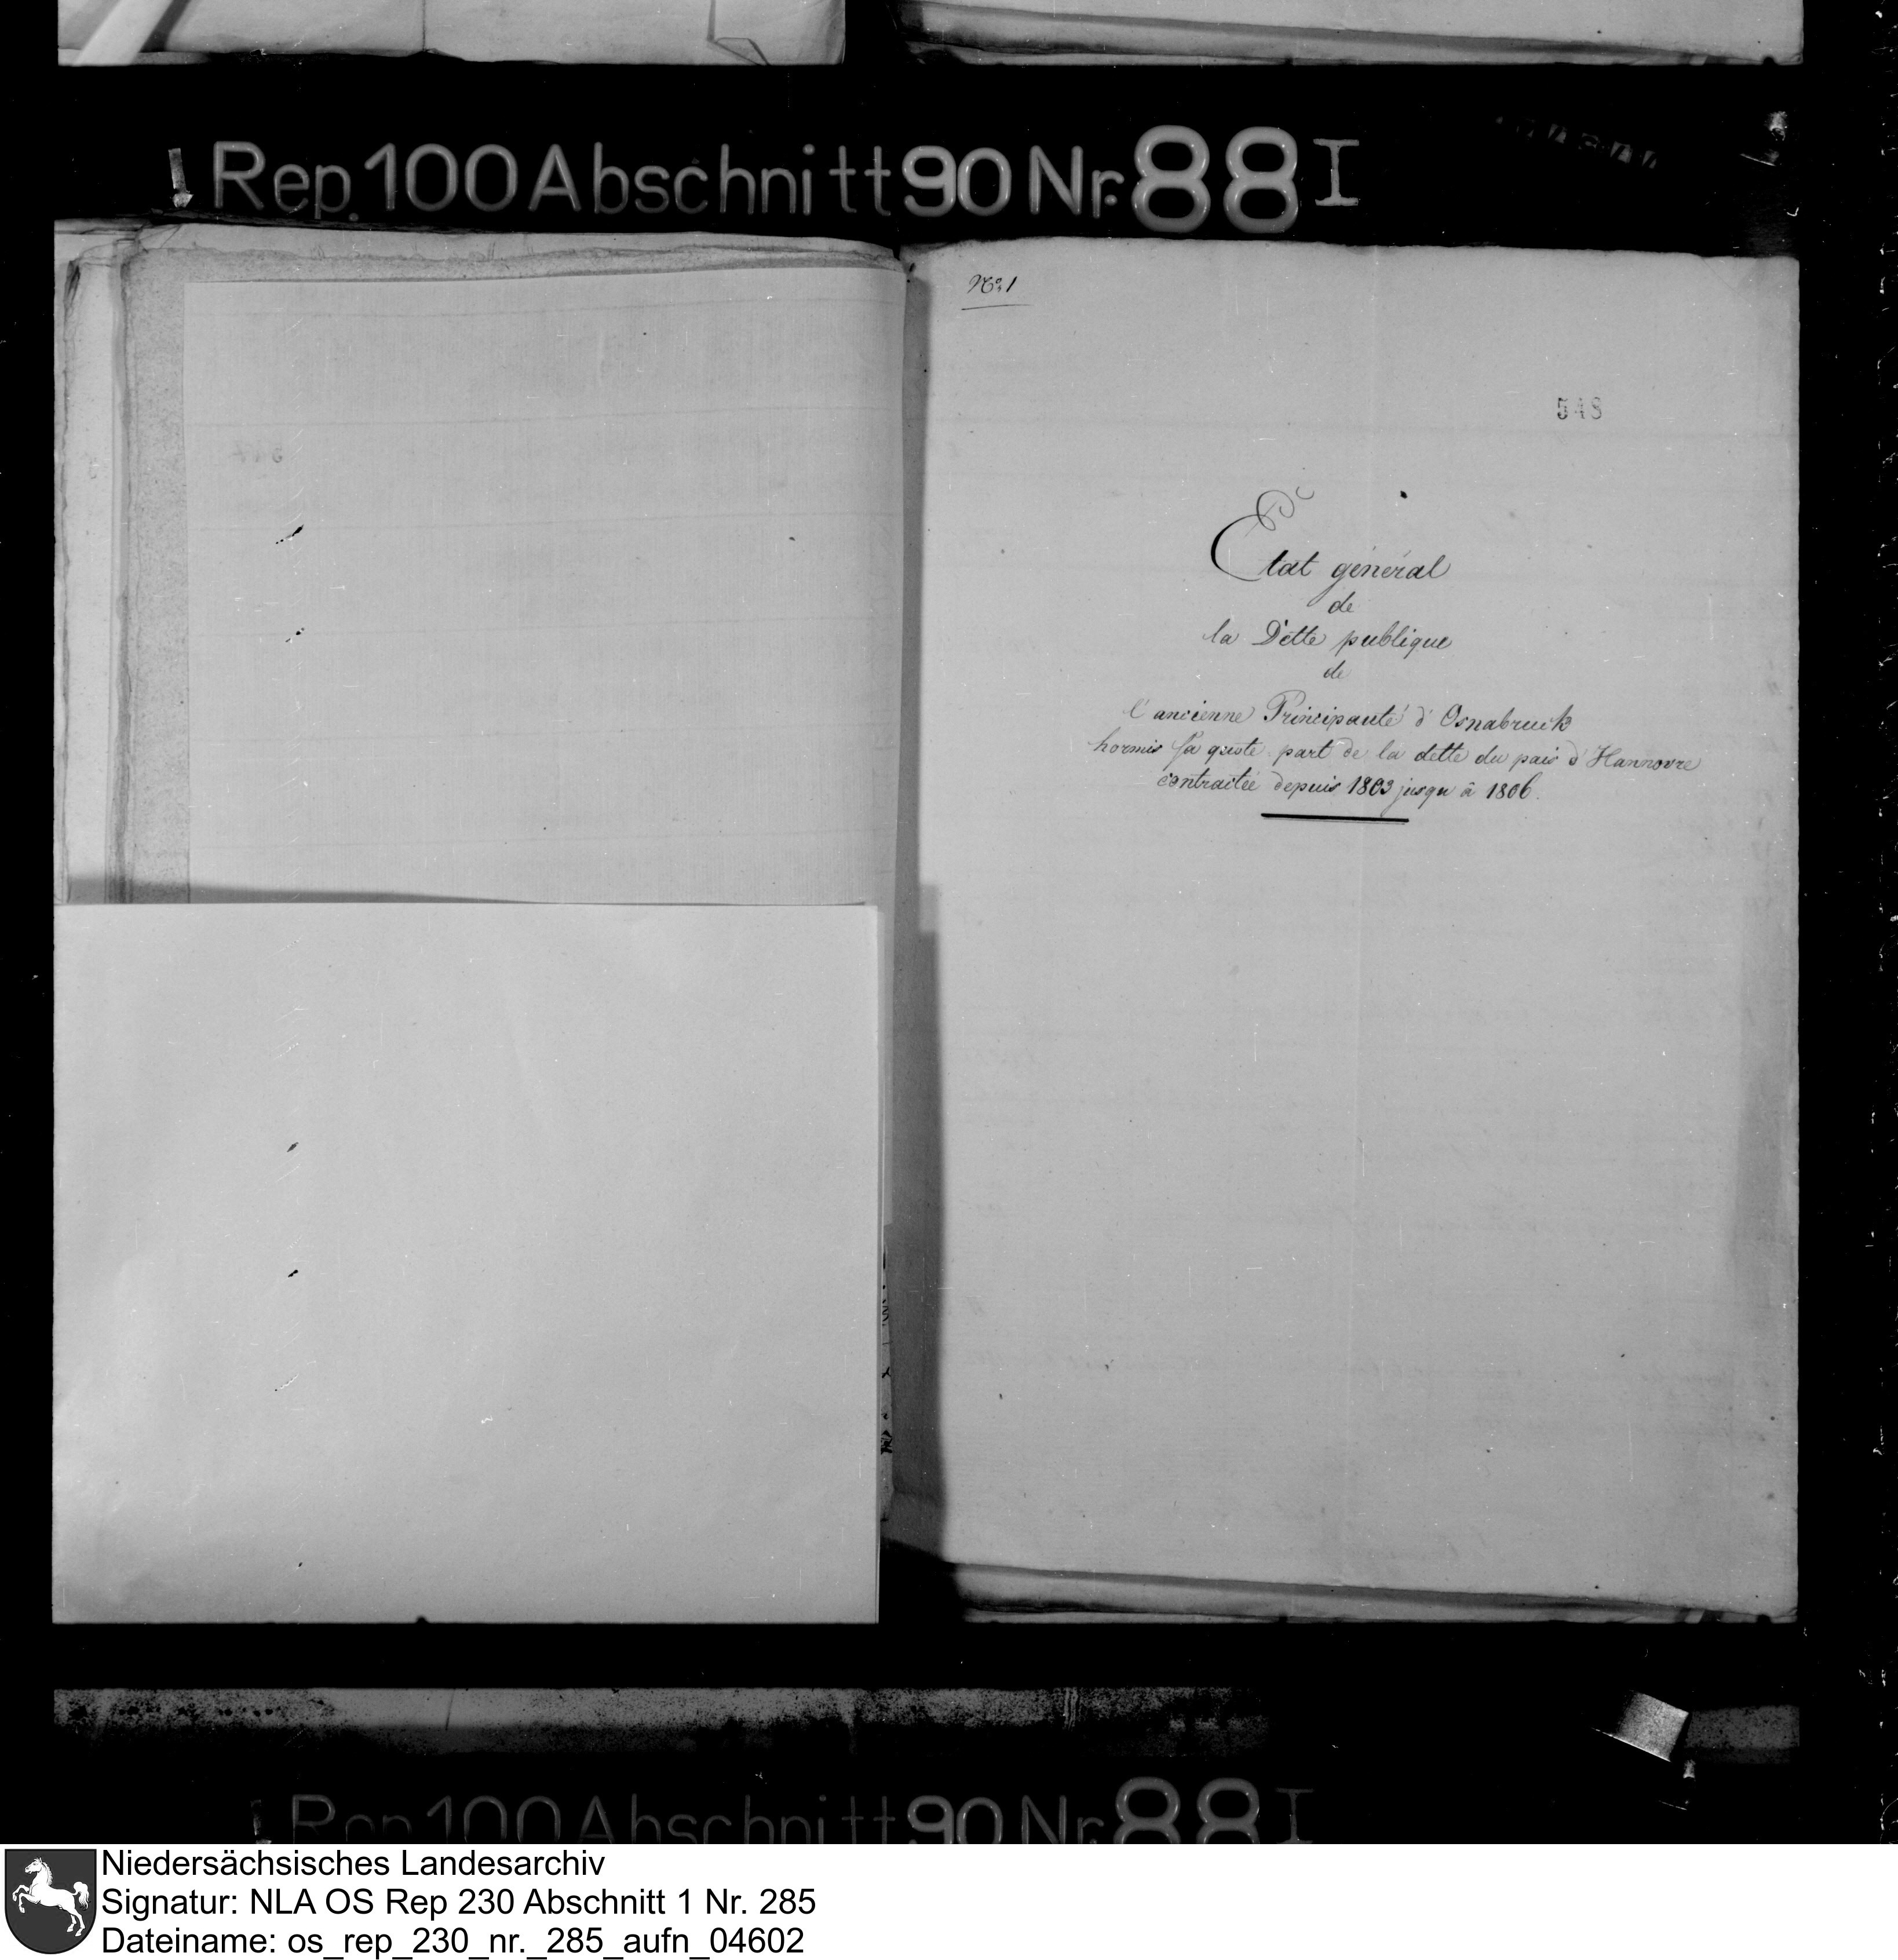 Rep. 100 Abschnitt 90 Nr. 88 I
No. 1
548
Etat général
de
la Dette publique
de
l'ancienne Principauté d'Osnabruck
hormis sa quote part de la dette du pais d'Hannovre
contractée depuis 1803 jusqu'à 1806.
Rep. 100 Abschnitt 90 Nr. 88 I
Niedersächsisches Landesarchiv
Signatur: NLA OS Rep 230 Abschnitt 1 Nr. 285
Dateiname: os_rep_230_nr._285_aufn_04602